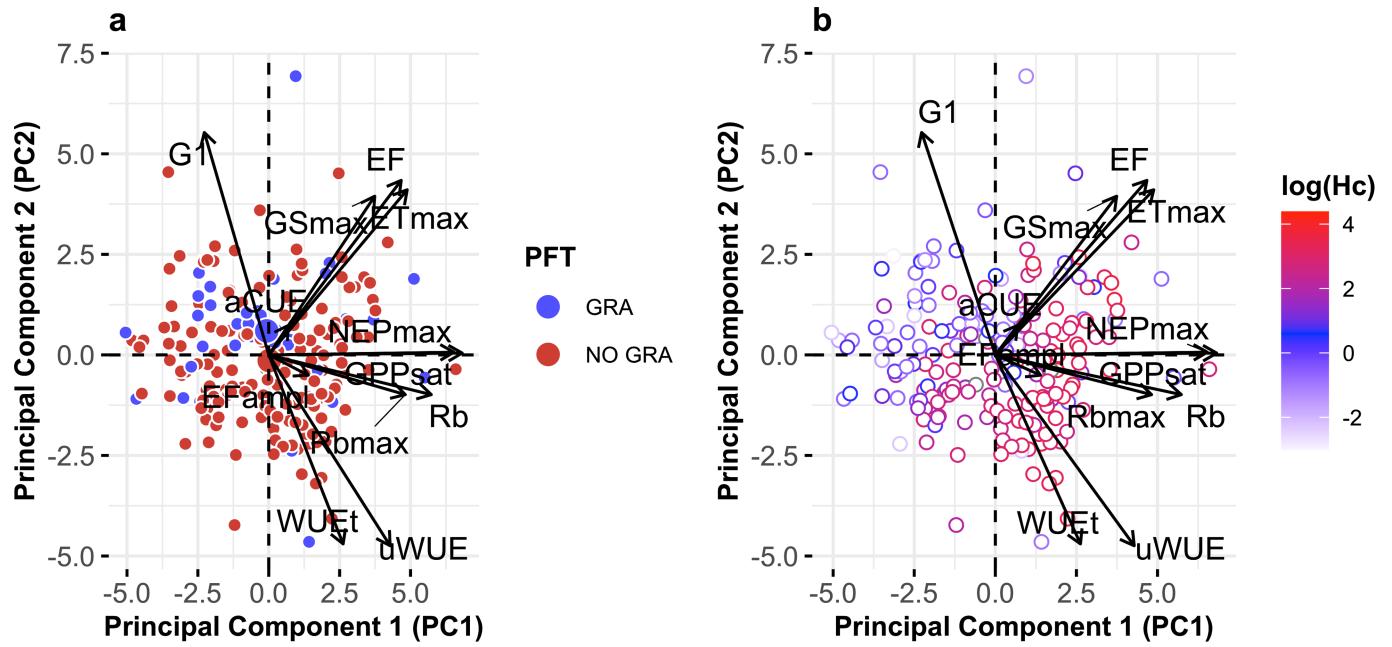 a
7.5
5.0
2.5
0.0
-2.5
-5.0
Principal Component 2 (PC2)
G1
EF
GSmax
ETmax
aCUE
NEPmax
GPPsat
EFampl
Rb
Rbmax
WUEt
uWUE
-5.0 -2.5 0.0 2.5 5.0
Principal Component 1 (PC1)
PFT
GRA
NO GRA
b
7.5
5.0
2.5
0.0
-2.5
-5.0
Principal Component 2 (PC2)
G1
EF
GSmax
ETmax
aCUE
NEPmax
EFampl
GPPsat
Rbmax
Rb
WUEt
uWUE
-5.0 -2.5 0.0 2.5 5.0
Principal Component 1 (PC1)
log(Hc)
4
2
0
-2